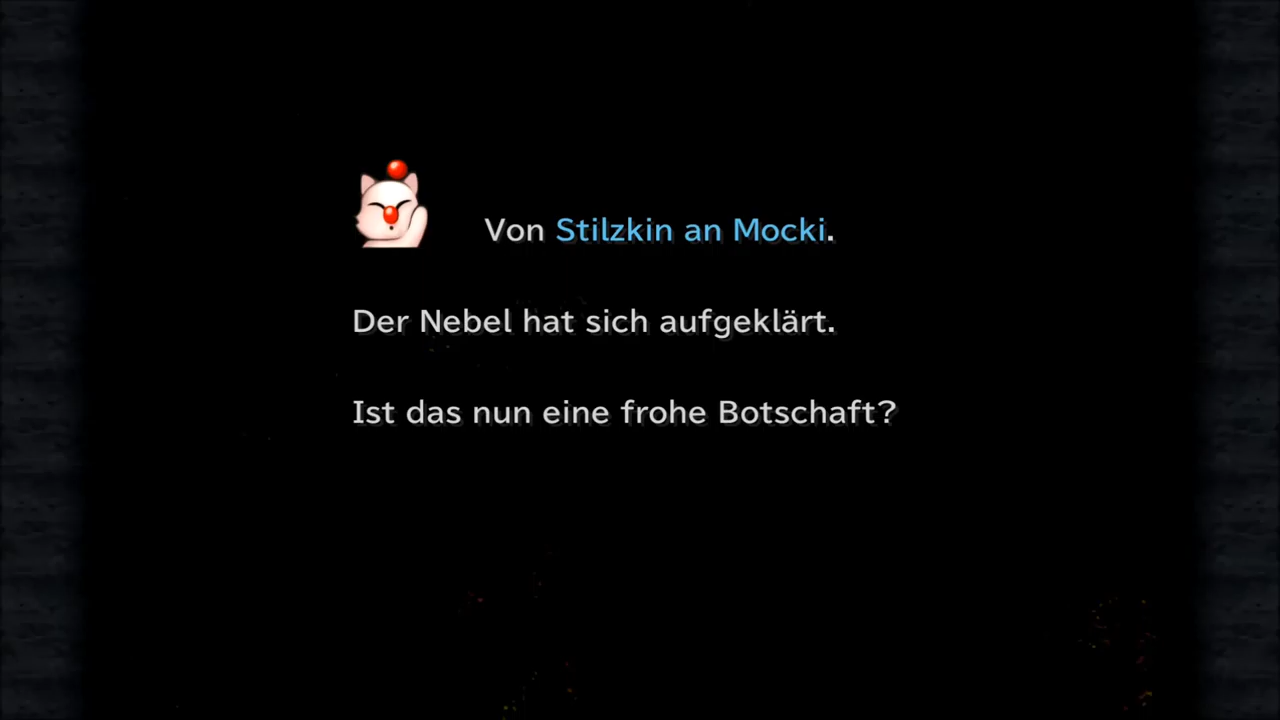 Von Stilzkin an Mocki.
Der Nebel hat sich aufgeklärt.
Ist das nun eine frohe Botschaft?